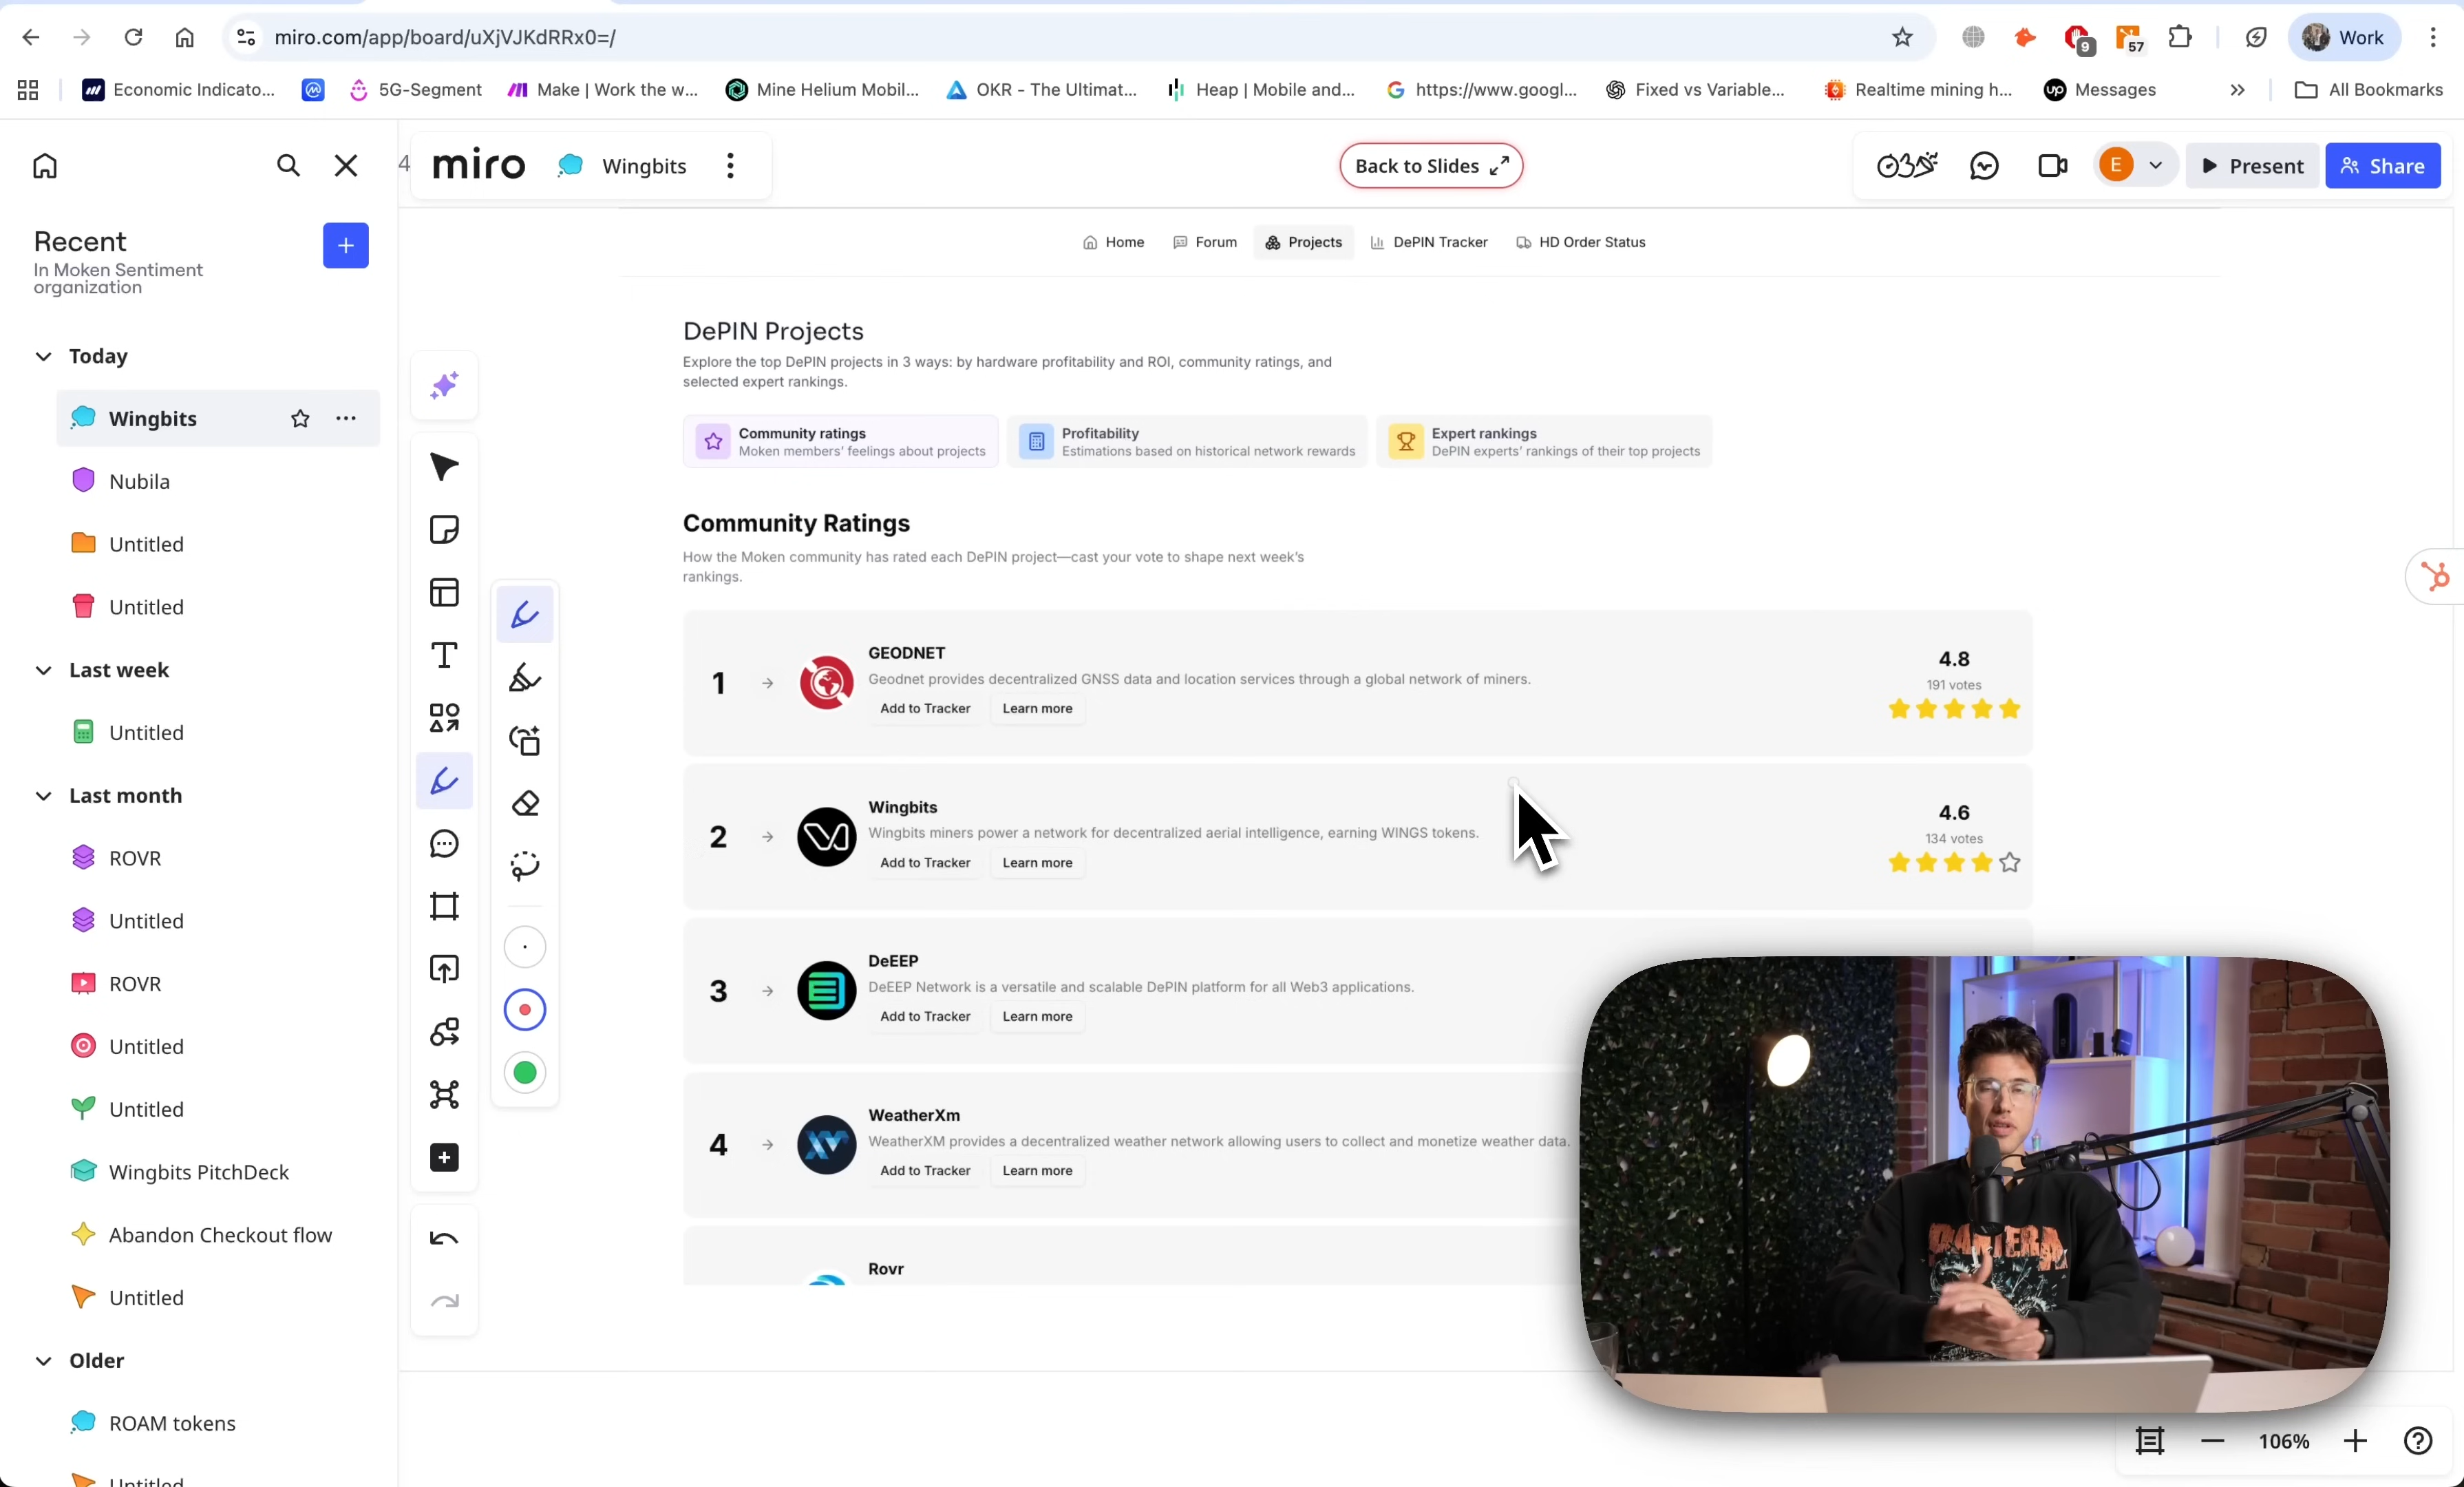 miro.com/app/board/uXjVJKdRRx0=/
9
57
Work
Economic Indicato...
5G-Segment
Make | Work the w...
Mine Helium Mobil...
OKR - The Ultimat...
Heap | Mobile and...
https://www.googl...
Fixed vs Variable...
Realtime mining h...
up
Messages
All Bookmarks
4
miro
Wingbits
Back to Slides
E
Present
Share
Recent
In Moken Sentiment
organization
Today
Wingbits
Nubila
Untitled
Untitled
Last week
Untitled
Last month
ROVR
Untitled
ROVR
Untitled
Untitled
Wingbits PitchDeck
Abandon Checkout flow
Untitled
Older
ROAM tokens
Untitled
Home
Forum
Projects
DePIN Tracker
HD Order Status
DePIN Projects
Explore the top DePIN projects in 3 ways: by hardware profitability and ROI, community ratings, and
selected expert rankings.
Community ratings
Moken members' feelings about projects
Profitability
Estimations based on historical network rewards
Expert rankings
DePIN experts' rankings of their top projects
Community Ratings
How the Moken community has rated each DePIN project—cast your vote to shape next week's
rankings.
1
GEODNET
Geodnet provides decentralized GNSS data and location services through a global network of miners.
Add to Tracker
Learn more
4.8
191 votes
2
Wingbits
Wingbits miners power a network for decentralized aerial intelligence, earning WINGS tokens.
Add to Tracker
Learn more
4.6
134 votes
3
DeEEP
DeEEP Network is a versatile and scalable DePIN platform for all Web3 applications.
Add to Tracker
Learn more
4
WeatherXm
WeatherXM provides a decentralized weather network allowing users to collect and monetize weather data.
Add to Tracker
Learn more
Rovr
PANTERA
106%